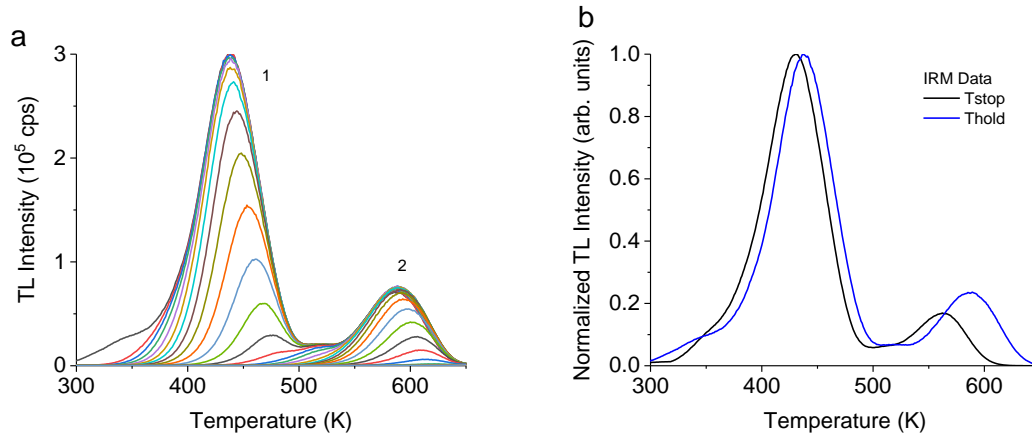 a
TL Intensity (10⁵ cps)
3
2
1
0
1
2
300 400 500 600
Temperature (K)
b
Normalized TL Intensity (arb. units)
1.0
0.8
0.6
0.4
0.2
0.0
IRM Data
Tstop
Thold
300 400 500 600
Temperature (K)